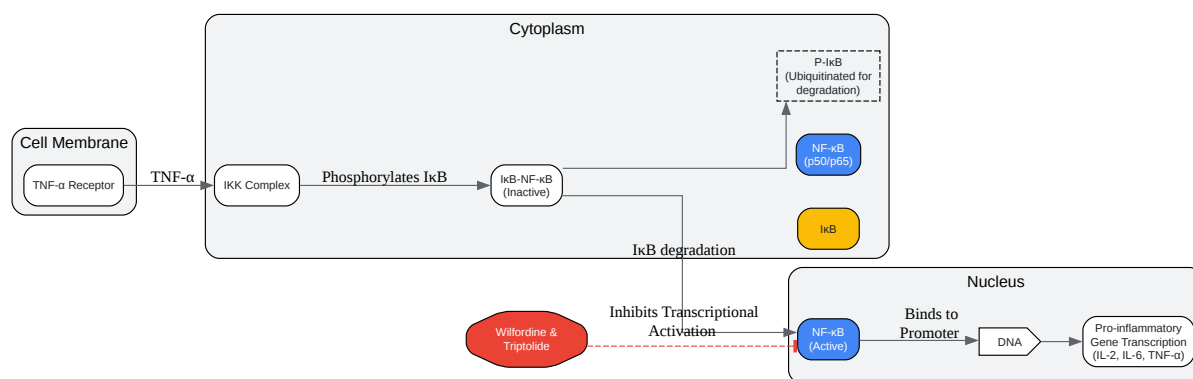 Cytoplasm
P-IκB
(Ubiquitinated for
degradation)
Cell Membrane
NF-κB
(p50/p65)
TNF-α Receptor
TNF-α
IKK Complex
Phosphorylates IκB
IκB-NF-κB
(Inactive)
IκB
IκB degradation
Nucleus
Wilfordine &
Triptolide
Inhibits Transcriptional
Activation
NF-κB
(Active)
Binds to
Promoter
DNA
Pro-inflammatory
Gene Transcription
(IL-2, IL-6, TNF-α)